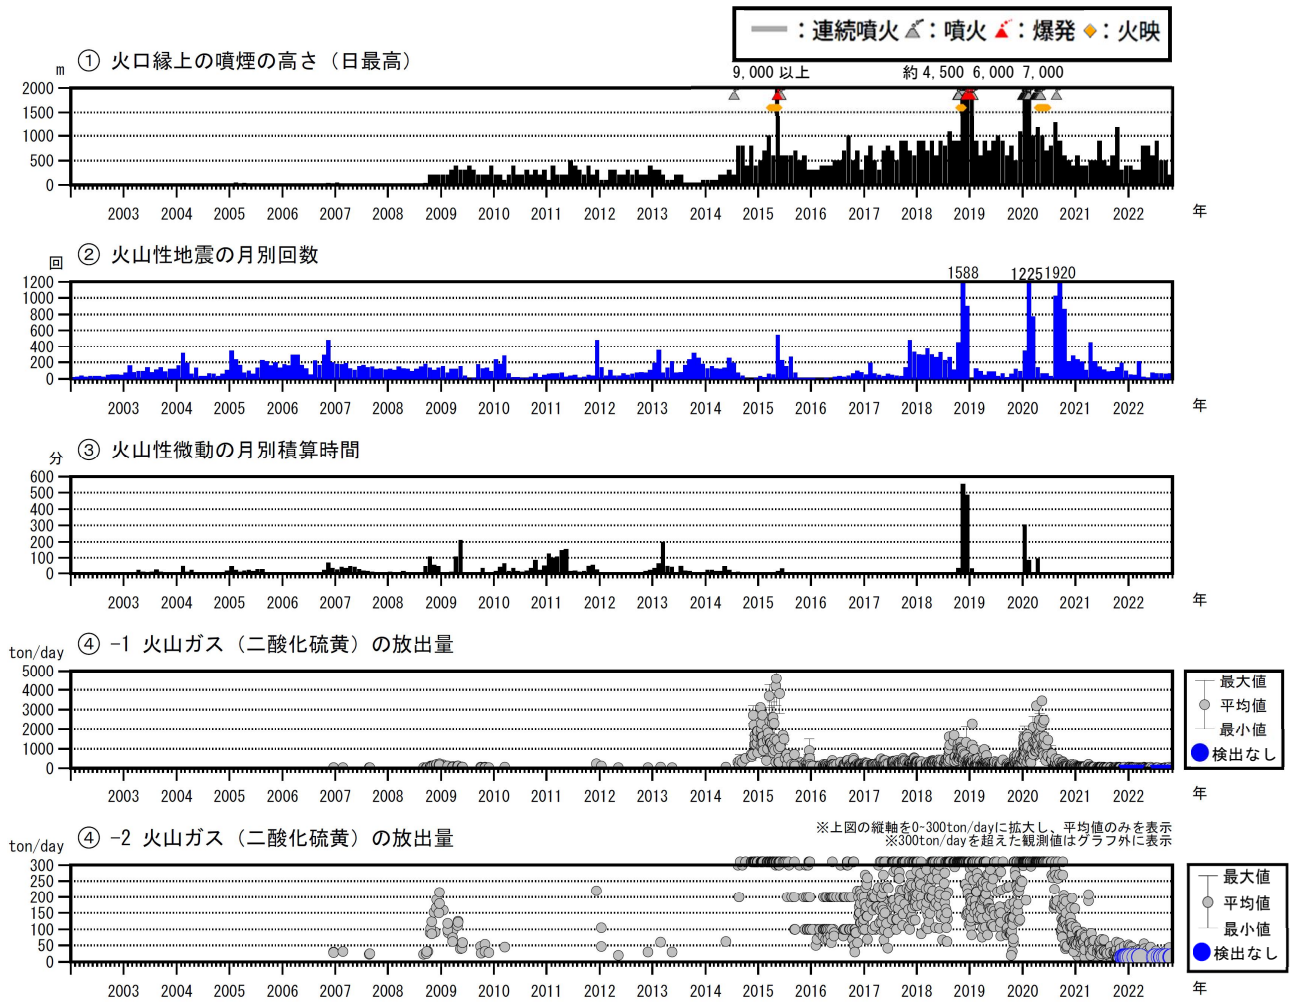 ：連続噴火 ：噴火 ：爆発 ：火映
① 火口縁上の噴煙の高さ（日最高）
m
9,000 以上 約 4,500 6,000 7,000
2000
1500
1000
500
0
2003 2004 2005 2006 2007 2008 2009 2010 2011 2012 2013 2014 2015 2016 2017 2018 2019 2020 2021 2022 年
② 火山性地震の月別回数
回
1588 1225 1920
1200
1000
800
600
400
200
0
2003 2004 2005 2006 2007 2008 2009 2010 2011 2012 2013 2014 2015 2016 2017 2018 2019 2020 2021 2022 年
③ 火山性微動の月別積算時間
分
600
500
400
300
200
100
0
2003 2004 2005 2006 2007 2008 2009 2010 2011 2012 2013 2014 2015 2016 2017 2018 2019 2020 2021 2022 年
④ -1 火山ガス（二酸化硫黄）の放出量
ton/day
5000
4000
3000
2000
1000
0
最大値
平均値
最小値
検出なし
2003 2004 2005 2006 2007 2008 2009 2010 2011 2012 2013 2014 2015 2016 2017 2018 2019 2020 2021 2022 年
④ -2 火山ガス（二酸化硫黄）の放出量
※上図の縦軸を0~300ton/dayに拡大し、平均値のみを表示
※300ton/dayを超えた観測値はグラフ外に表示
ton/day
300
250
200
150
100
50
0
最大値
平均値
最小値
検出なし
2003 2004 2005 2006 2007 2008 2009 2010 2011 2012 2013 2014 2015 2016 2017 2018 2019 2020 2021 2022 年